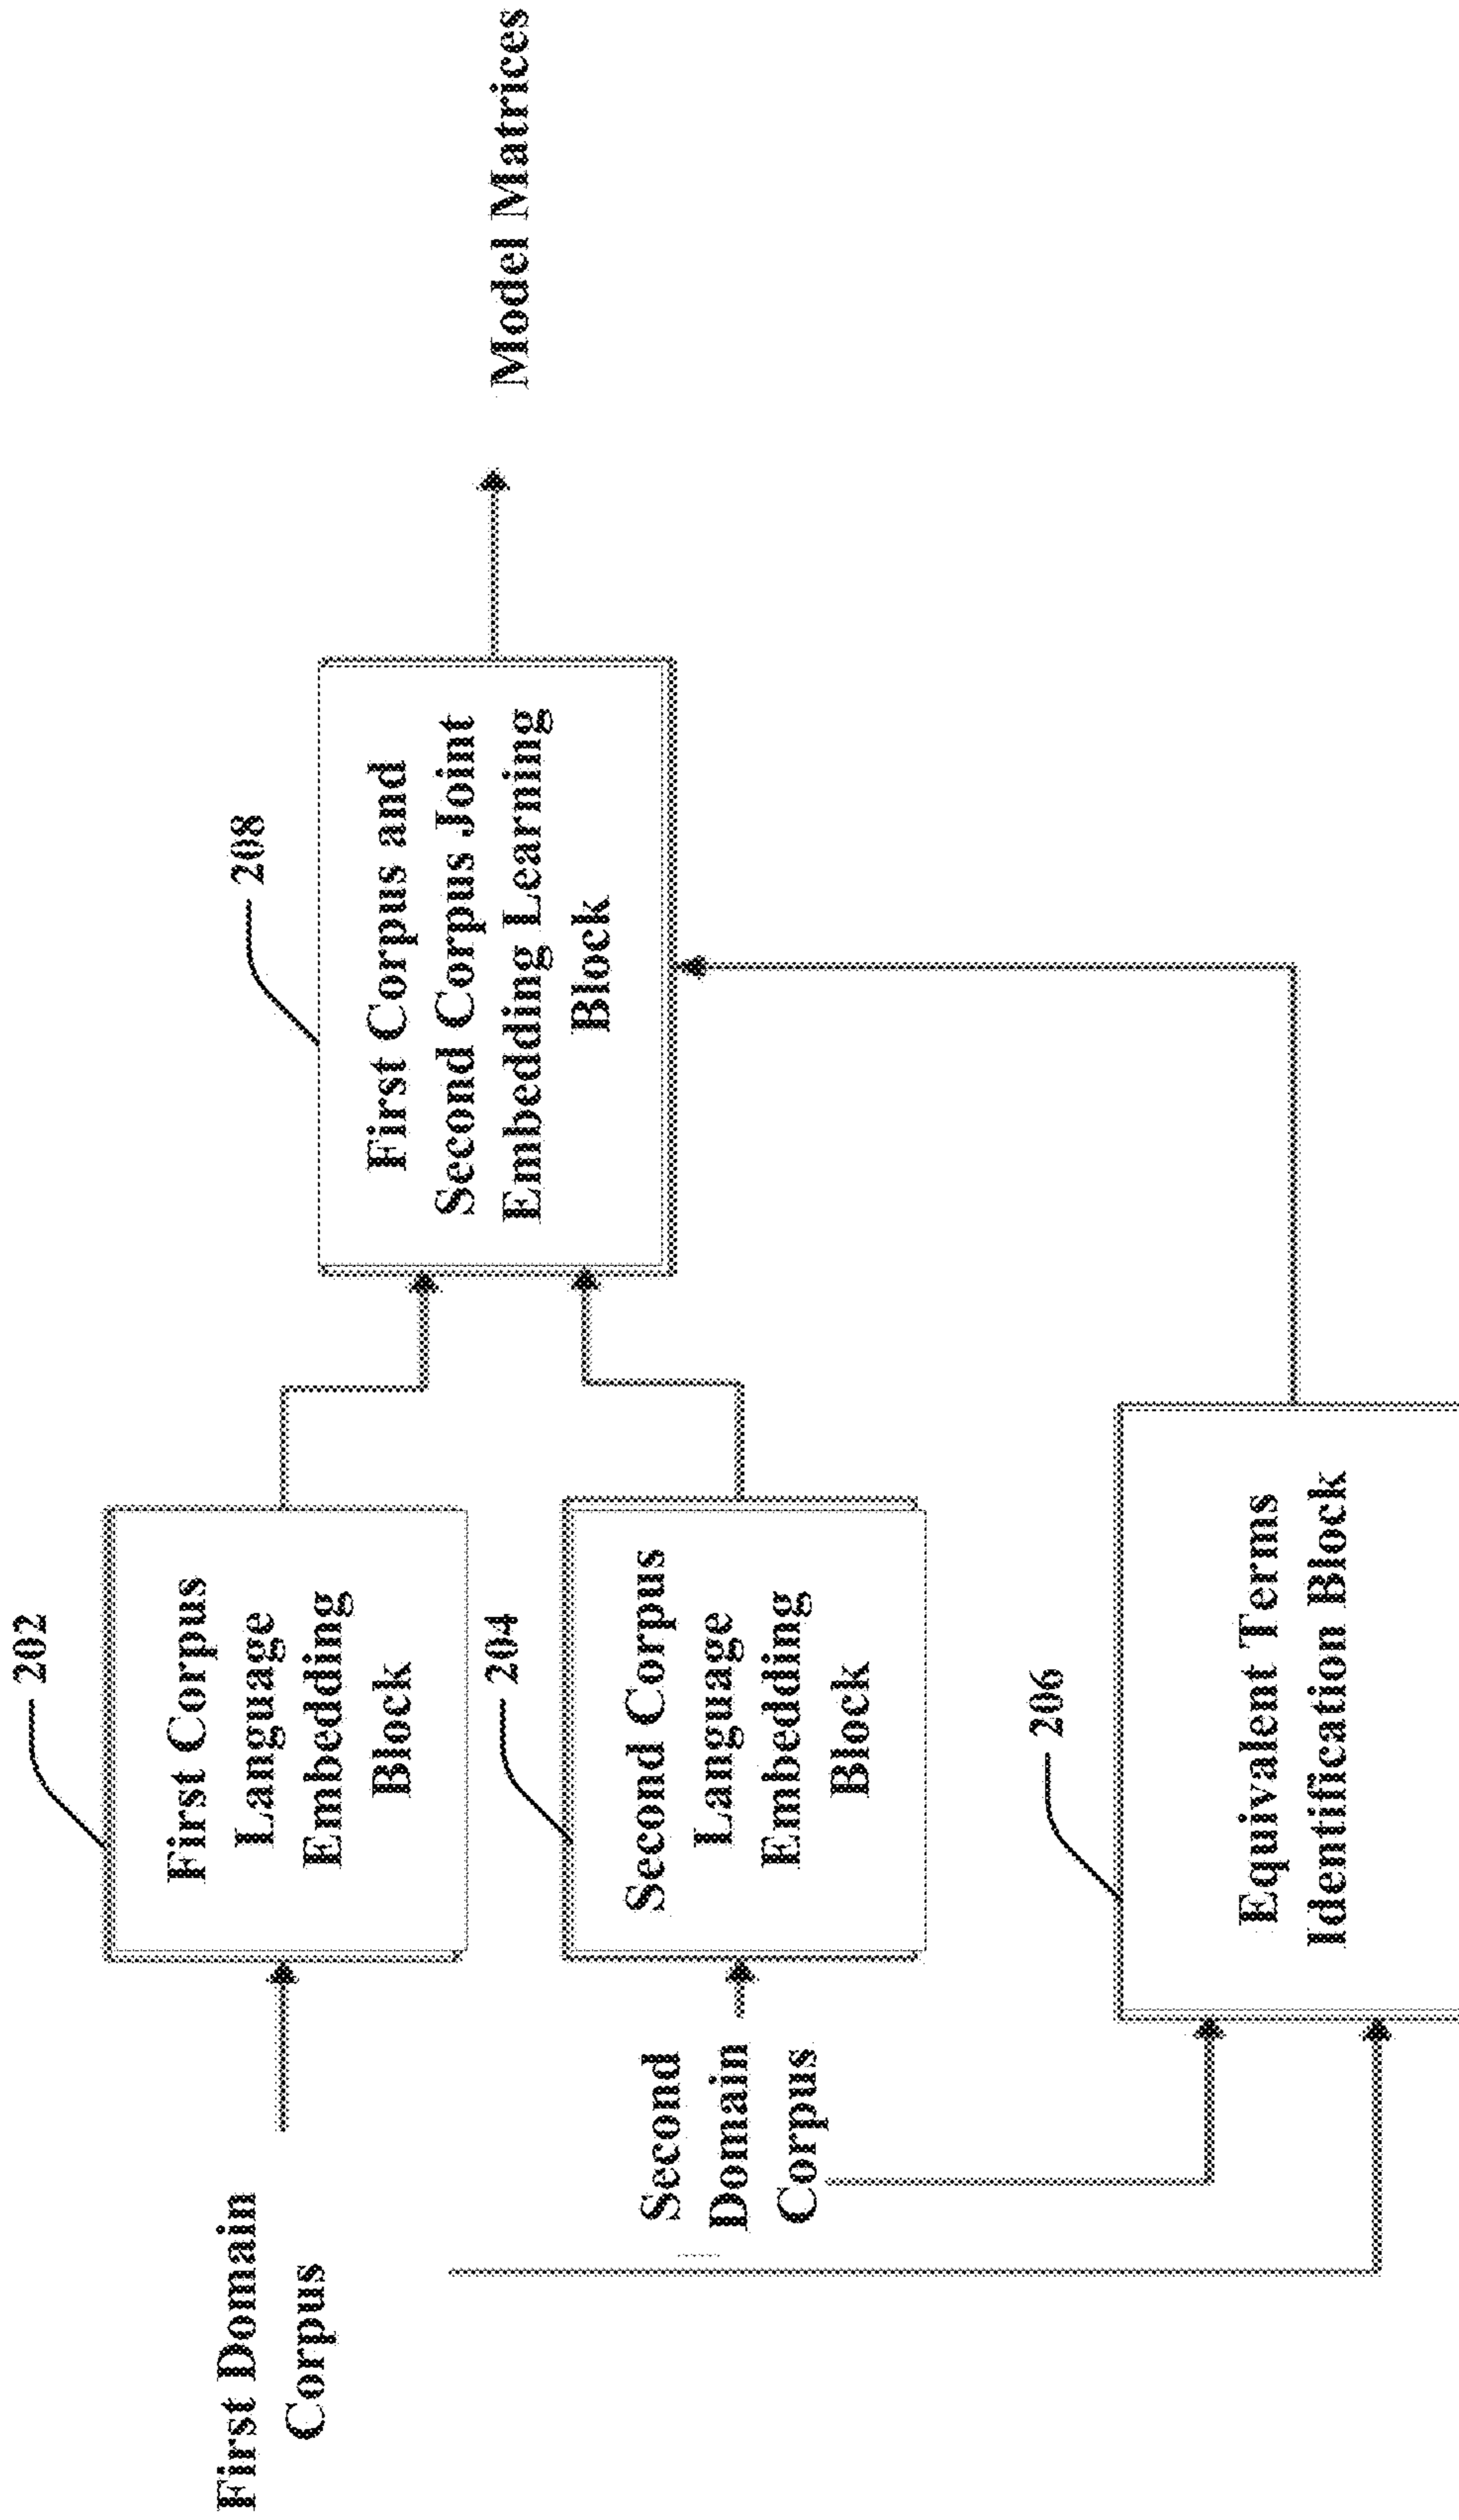 First Domain
Corpus
202
First Corpus
Language
Embedding
Block
Second
Domain
Corpus
204
Second Corpus
Language
Embedding
Block
206
Equivalent Terms
Identification Block
208
First Corpus and
Second Corpus Joint
Embedding Learning
Block
Model Matrices